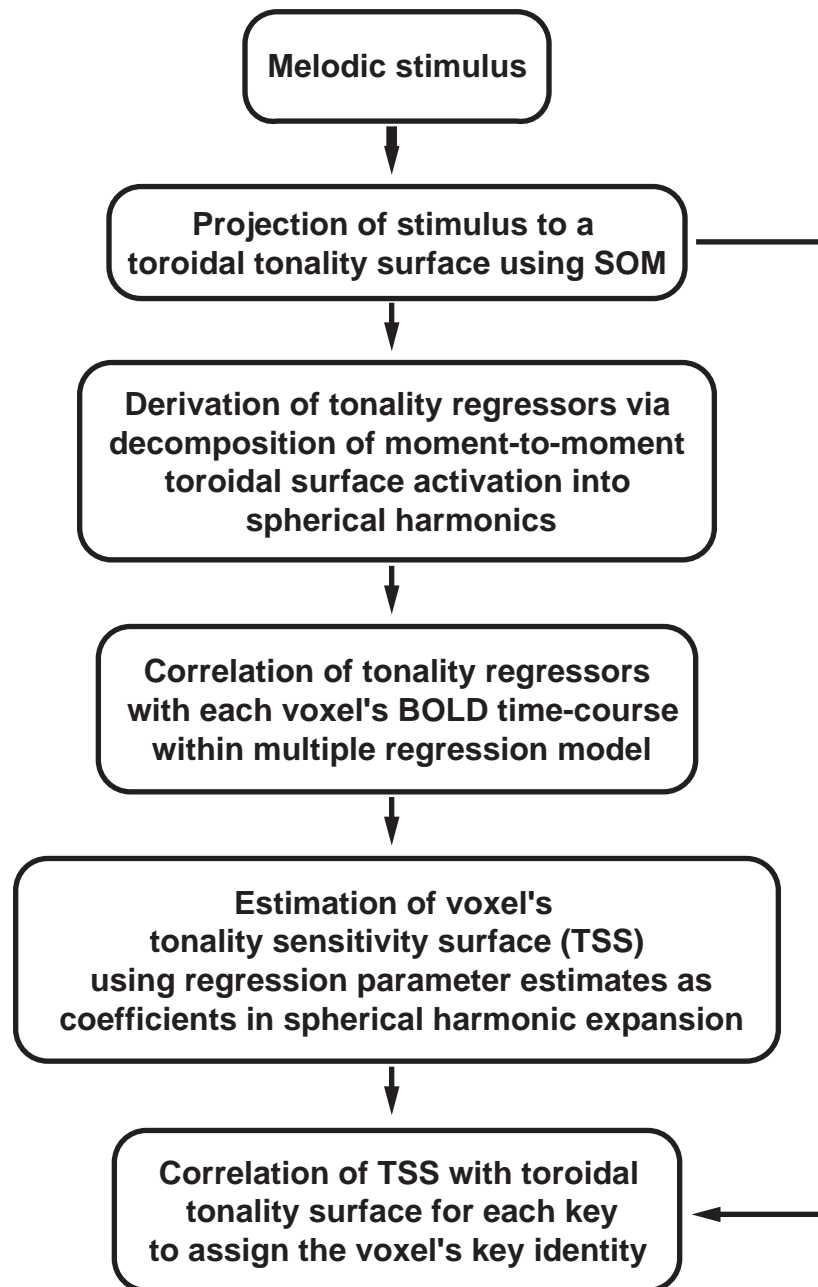 Melodic stimulus
Projection of stimulus to a
toroidal tonality surface using SOM
Derivation of tonality regressors via
decomposition of moment-to-moment
toroidal surface activation into
spherical harmonics
Correlation of tonality regressors
with each voxel's BOLD time-course
within multiple regression model
Estimation of voxel's
tonality sensitivity surface (TSS)
using regression parameter estimates as
coefficients in spherical harmonic expansion
Correlation of TSS with toroidal
tonality surface for each key
to assign the voxel's key identity